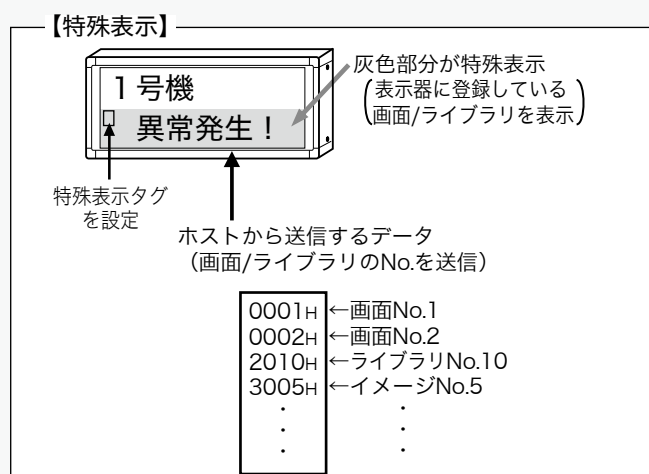 【特殊表示】
１号機
異常発生！
灰色部分が特殊表示
(表示器に登録している
画面/ライブラリを表示)
特殊表示タグ
を設定
ホストから送信するデータ
（画面/ライブラリのNo.を送信）
0001H ←画面No.1
0002H ←画面No.2
2010H ←ライブラリNo.10
3005H ←イメージNo.5
・ ・
・ ・
・ ・